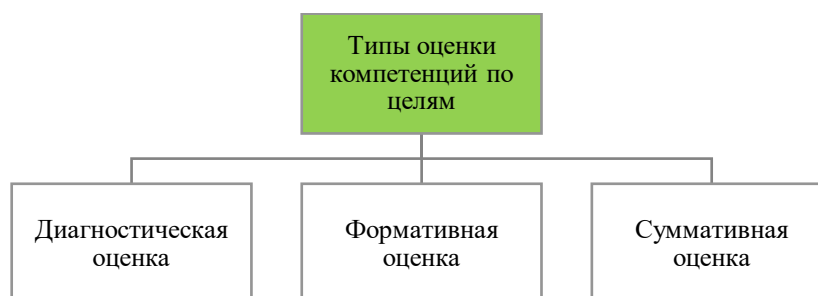 Типы оценки
компетенций по
целям
Диагностическая
оценка
Формативная
оценка
Суммативная
оценка